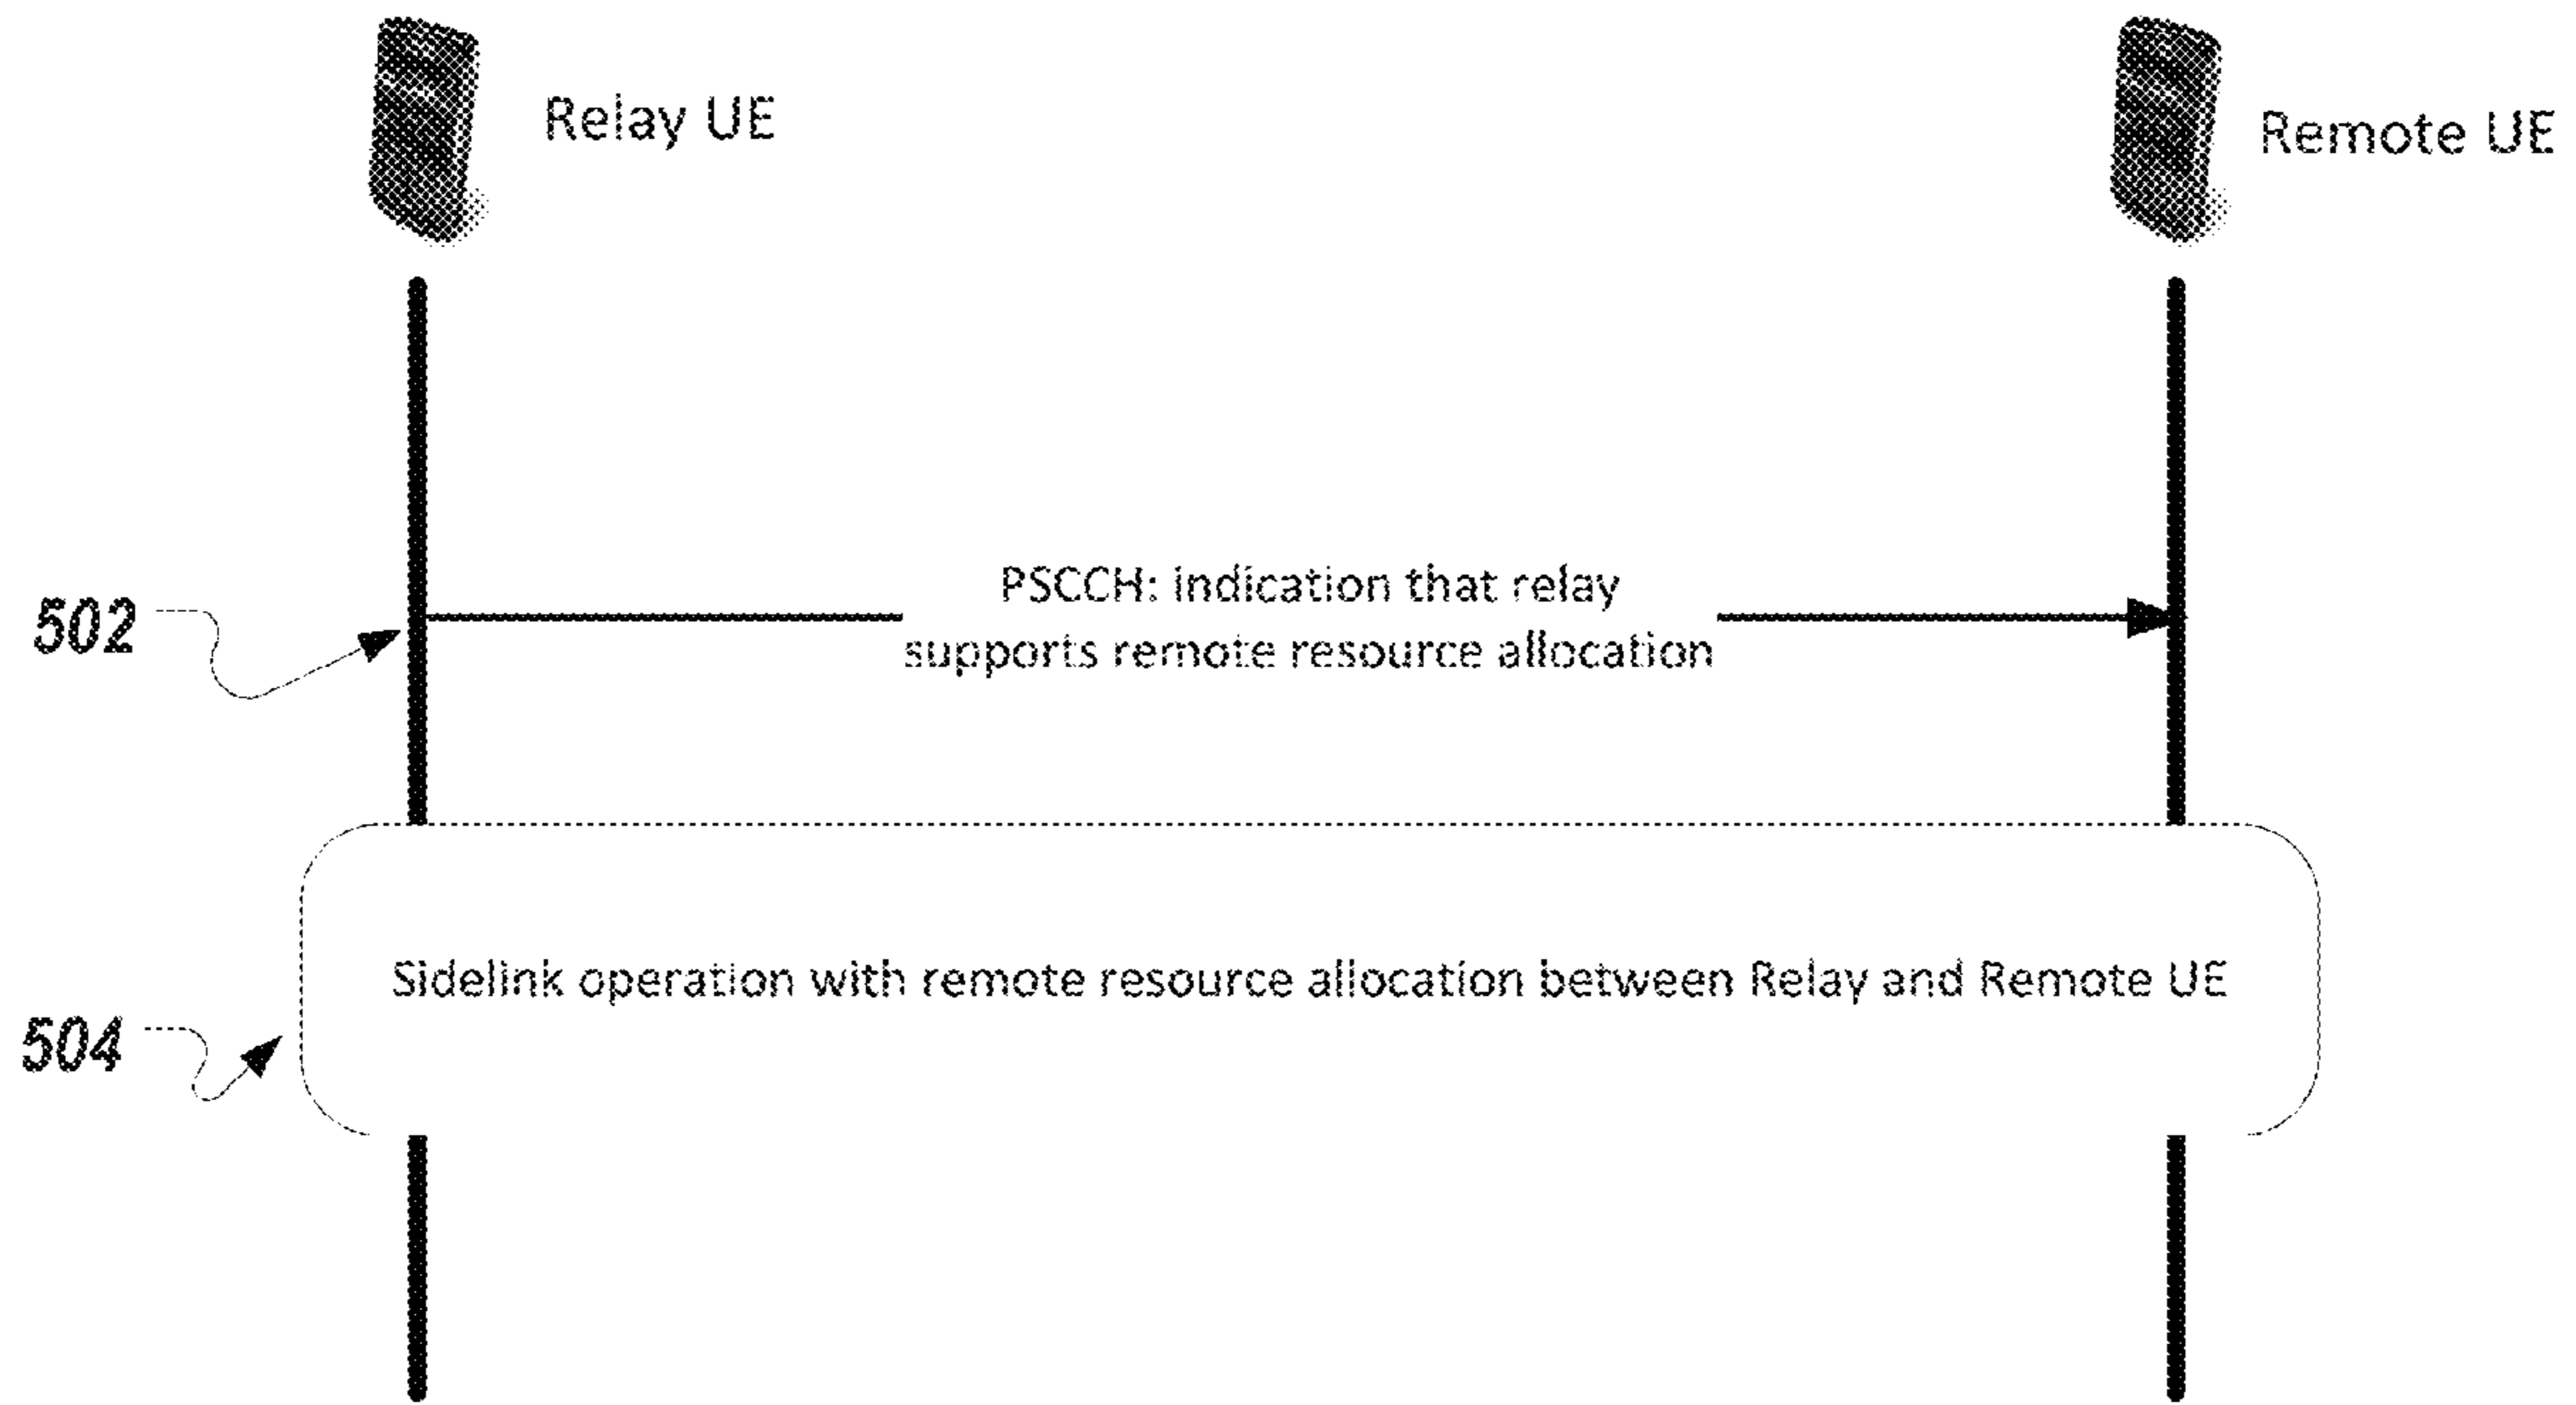 Relay UE
Remote UE
PSCCH: indication that relay
supports remote resource allocation
502
Sidelink operation with remote resource allocation between Relay and Remote UE
504